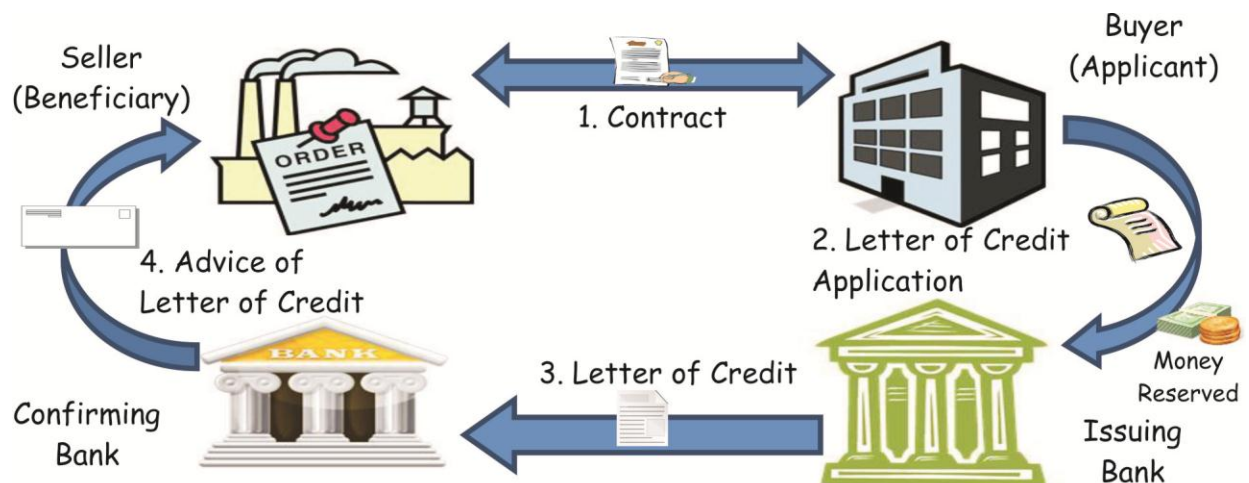 Seller
(Beneficiary)
Buyer
(Applicant)
1. Contract
ORDER
2. Letter of Credit
Application
4. Advice of
Letter of Credit
BANK
3. Letter of Credit
Money
Reserved
Confirming
Bank
Issuing
Bank